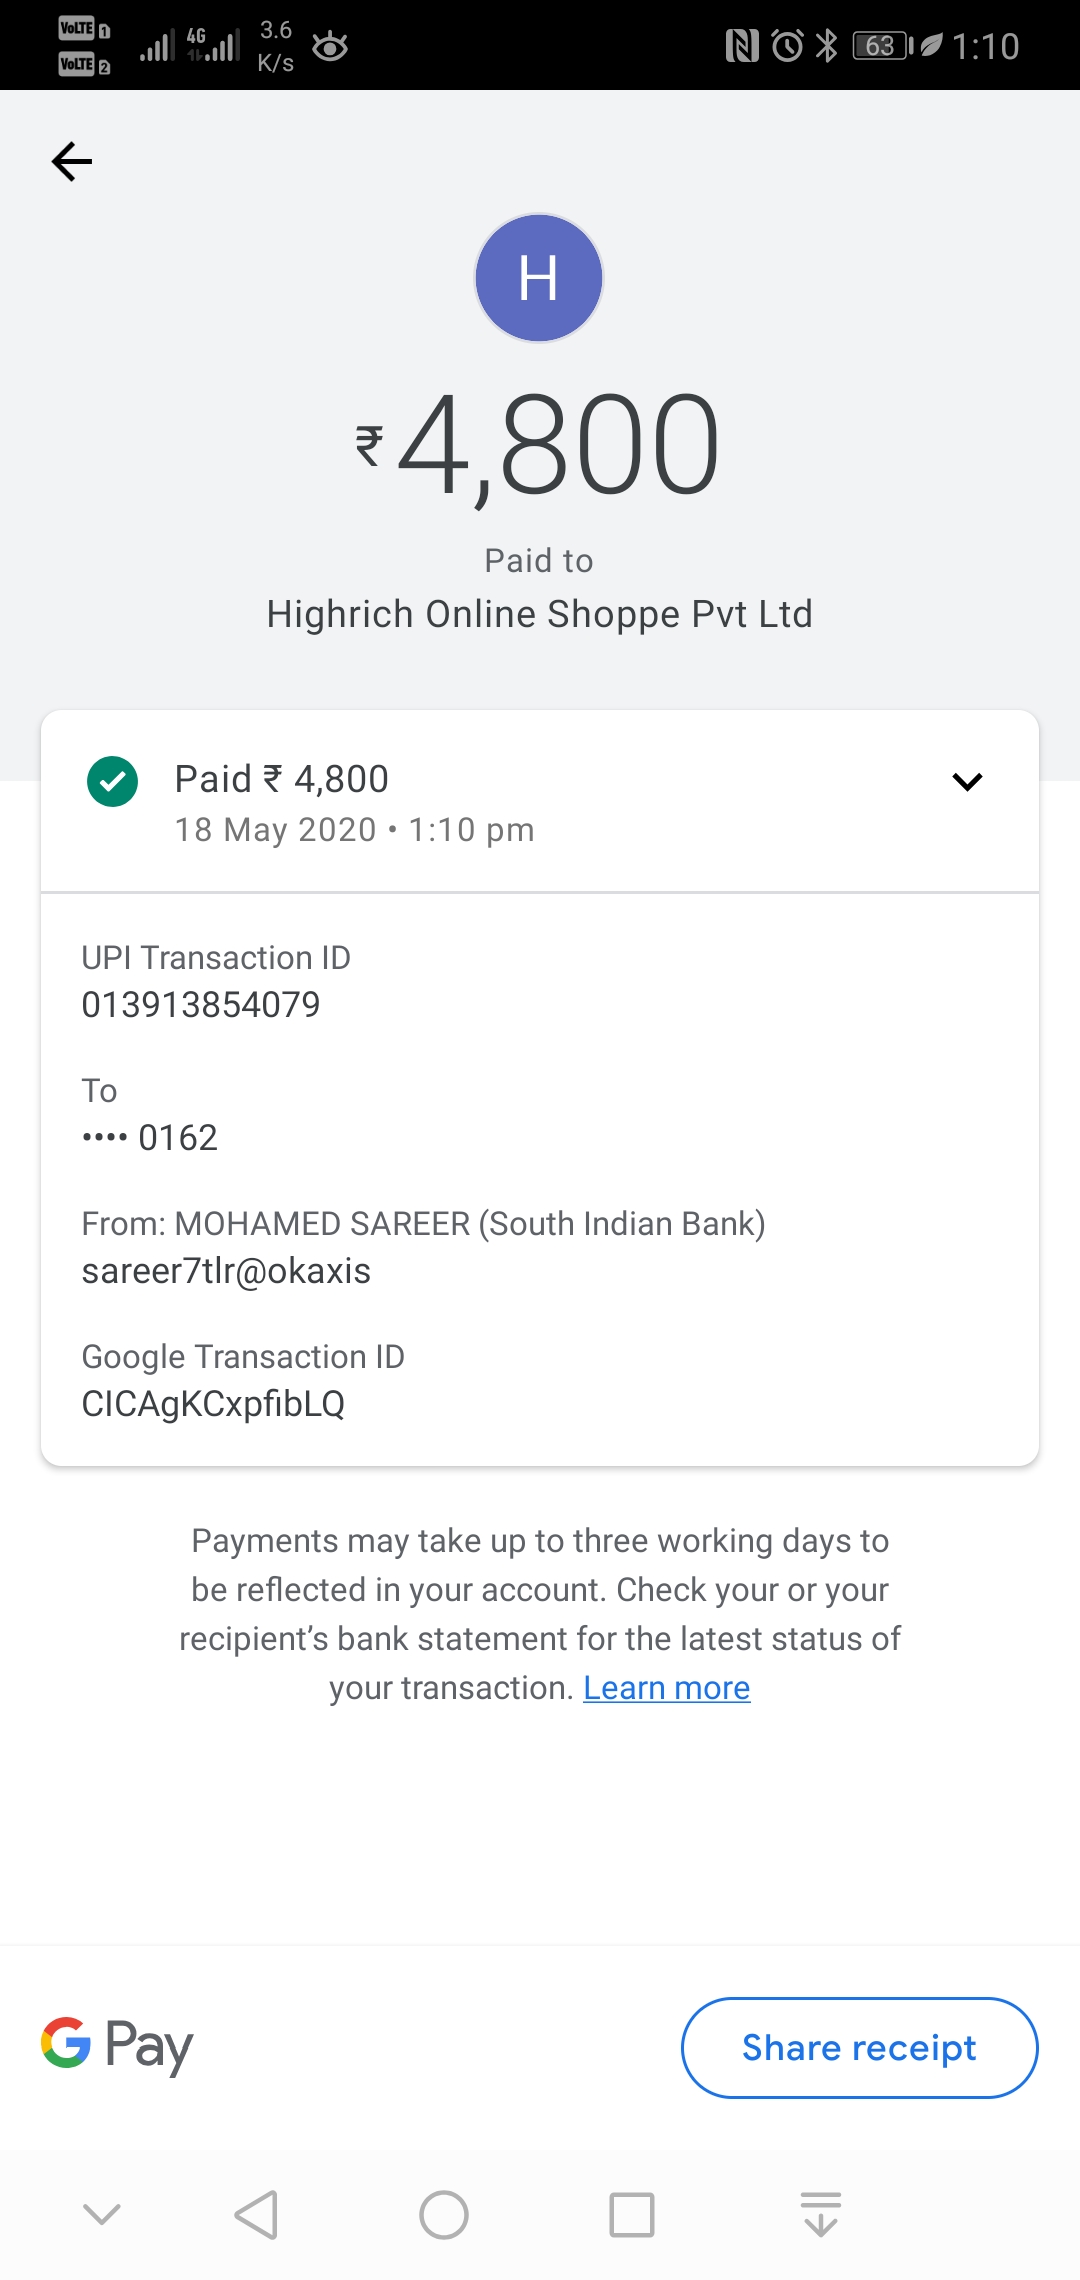 VoLTE 1
VoLTE 2
4G
3.6
K/s
63
1:10
H
₹4,800
Paid to
Highrich Online Shoppe Pvt Ltd
Paid ₹ 4,800
18 May 2020 • 1:10 pm
UPI Transaction ID
013913854079
To
•••• 0162
From: MOHAMED SAREER (South Indian Bank)
sareer7tlr@okaxis
Google Transaction ID
CICAgKCxpfibLQ
Payments may take up to three working days to
be reflected in your account. Check your or your
recipient’s bank statement for the latest status of
your transaction. Learn more
G Pay
Share receipt